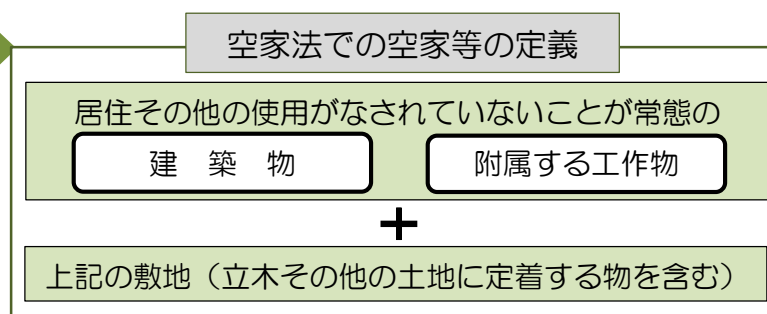 空家法での空家等の定義
居住その他の使用がなされていないことが常態の
建　築　物
附属する工作物
＋
上記の敷地（立木その他の土地に定着する物を含む）